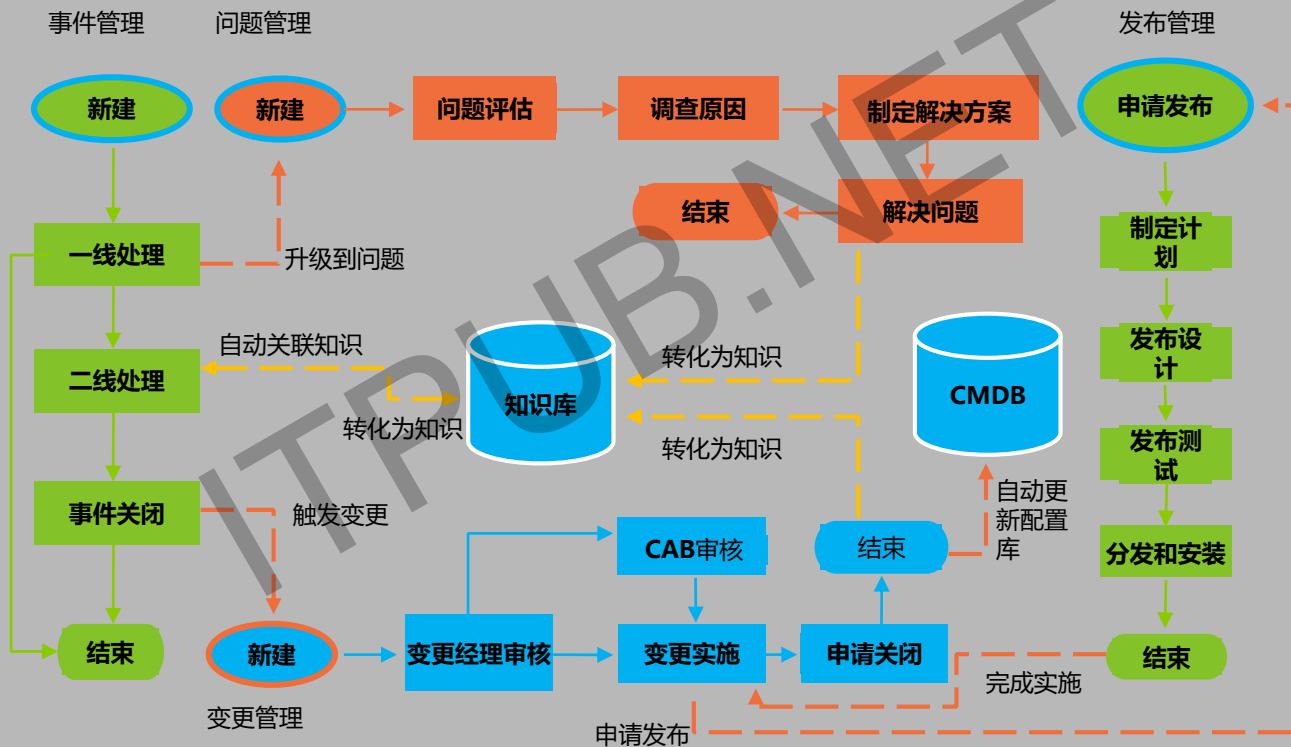 事件管理
问题管理
发布管理
新建
新建
问题评估
调查原因
制定解决方案
申请发布
结束
解决问题
一线处理
升级到问题
制定计
划
自动关联知识
转化为知识
发布设
计
二线处理
知识库
CMDB
转化为知识
转化为知识
发布测
试
事件关闭
触发变更
自动更
新配置
库
CAB审核
结束
分发和安装
结束
新建
变更经理审核
变更实施
申请关闭
结束
完成实施
变更管理
申请发布
ITPUB.NET